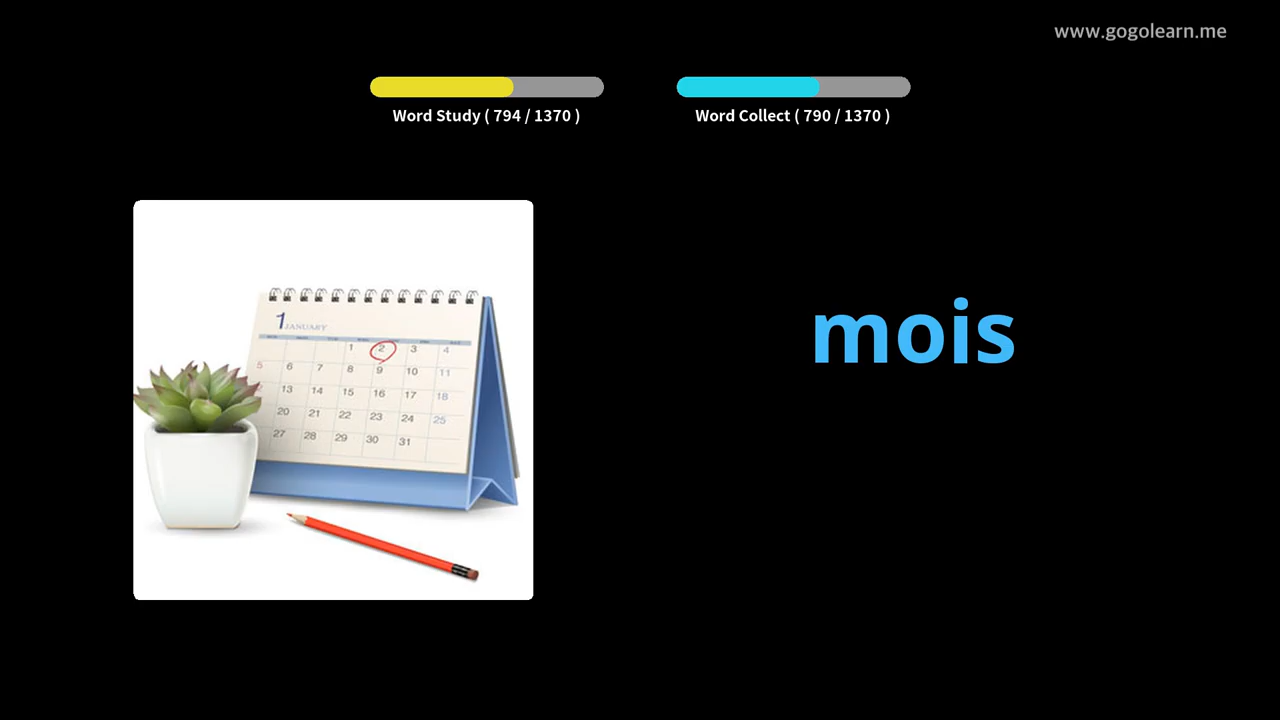 www.gogolearn.me
Word Study ( 794 / 1370 )
Word Collect ( 790 / 1370 )
mois
1 JANUARY
1 2 3 4
5 6 7 8 9 10 11
13 14 15 16 17 18
20 21 22 23 24 25
27 28 29 30 31